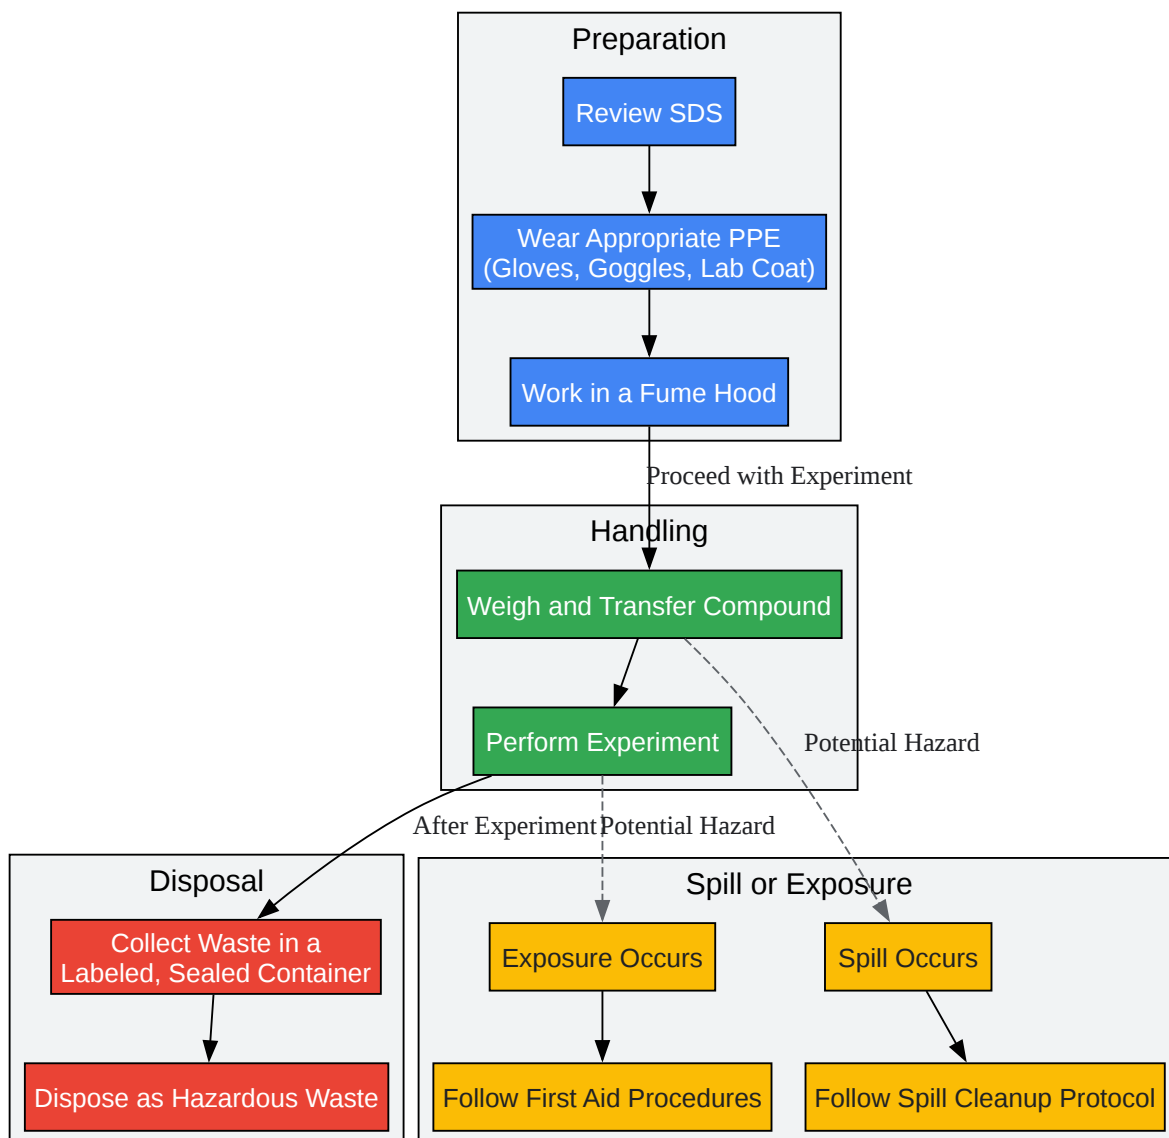 Preparation
Review SDS
Wear Appropriate PPE
(Gloves, Goggles, Lab Coat)
Work in a Fume Hood
Proceed with Experiment
Handling
Weigh and Transfer Compound
Perform Experiment
Potential Hazard
After Experiment
Potential Hazard
Disposal
Collect Waste in a
Labeled, Sealed Container
Dispose as Hazardous Waste
Spill or Exposure
Exposure Occurs
Spill Occurs
Follow First Aid Procedures
Follow Spill Cleanup Protocol